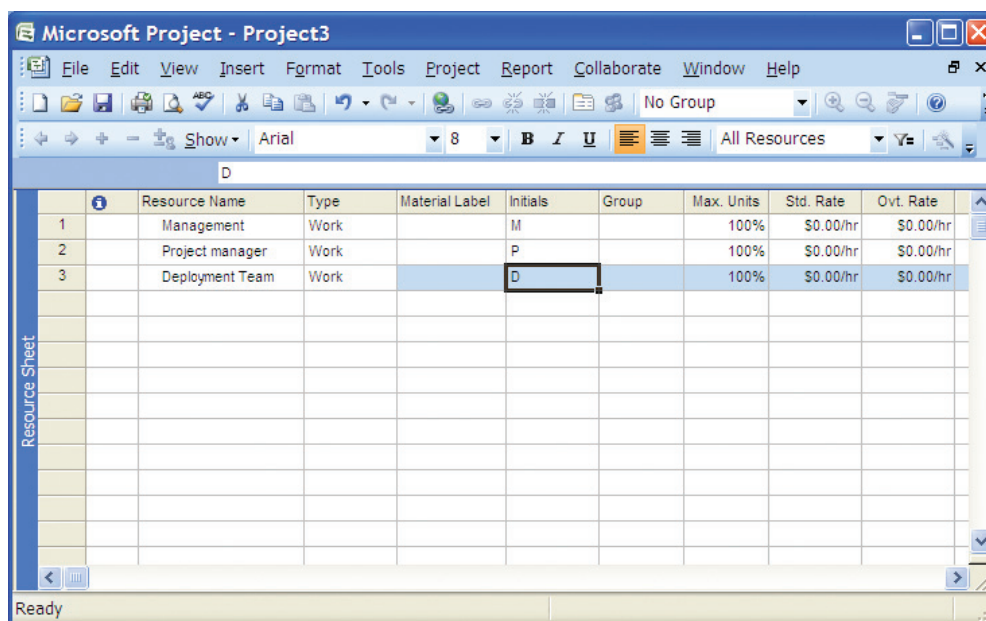 Microsoft Project - Project3
File Edit View Insert Format Tools Project Report Collaborate Window Help
ABC No Group
Show Arial 8 B I U All Resources
D
Resource Name Type Material Label Initials Group Max. Units Std. Rate Ovt. Rate
1 Management Work M 100% $0.00/hr $0.00/hr
2 Project manager Work P 100% $0.00/hr $0.00/hr
3 Deployment Team Work D 100% $0.00/hr $0.00/hr
Resource Sheet
Ready